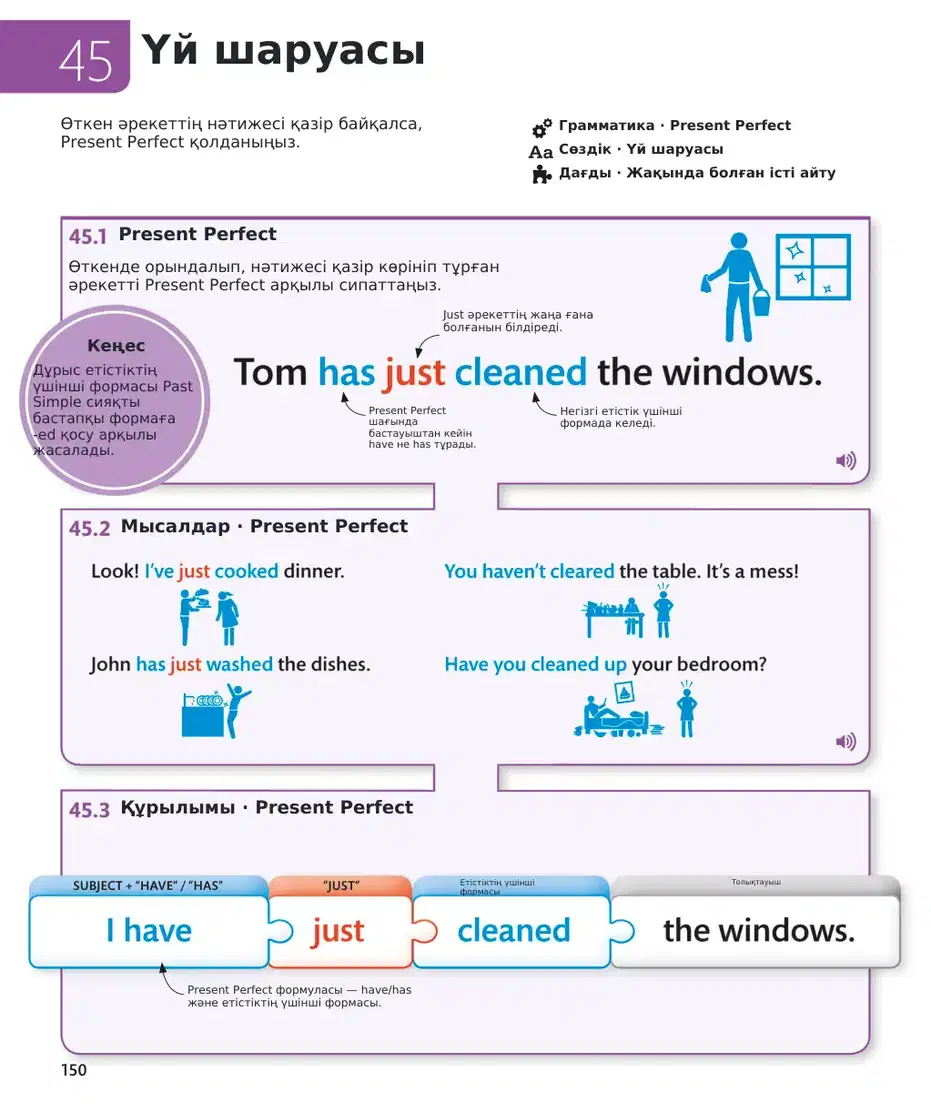 45 Үй шаруасы
Өткен әрекеттің нәтижесі қазір байқалса,
Present Perfect қолданыңыз.
Грамматика · Present Perfect
Aa Сөздік · Үй шаруасы
Дағды · Жақында болған істі айту
45.1 Present Perfect
Өткенде орындалып, нәтижесі қазір көрініп тұрған
әрекетті Present Perfect арқылы сипаттаңыз.
Кеңес
Дұрыс етістіктің
үшінші формасы Past
Simple сияқты
бастапқы формаға
-ed қосу арқылы
жасалады.
Just әрекеттің жаңа ғана
болғанын білдіреді.
Tom has just cleaned the windows.
Present Perfect
шағында
бастауыштан кейін
have не has тұрады.
Негізгі етістік үшінші
формада келеді.
45.2 Мысалдар · Present Perfect
Look! I’ve just cooked dinner.
You haven’t cleared the table. It’s a mess!
John has just washed the dishes.
Have you cleaned up your bedroom?
45.3 Құрылымы · Present Perfect
SUBJECT + “HAVE” / “HAS”
“JUST”
Етістіктің үшінші
формасы
Толықтауыш
I have just cleaned the windows.
Present Perfect формуласы — have/has
және етістіктің үшінші формасы.
150